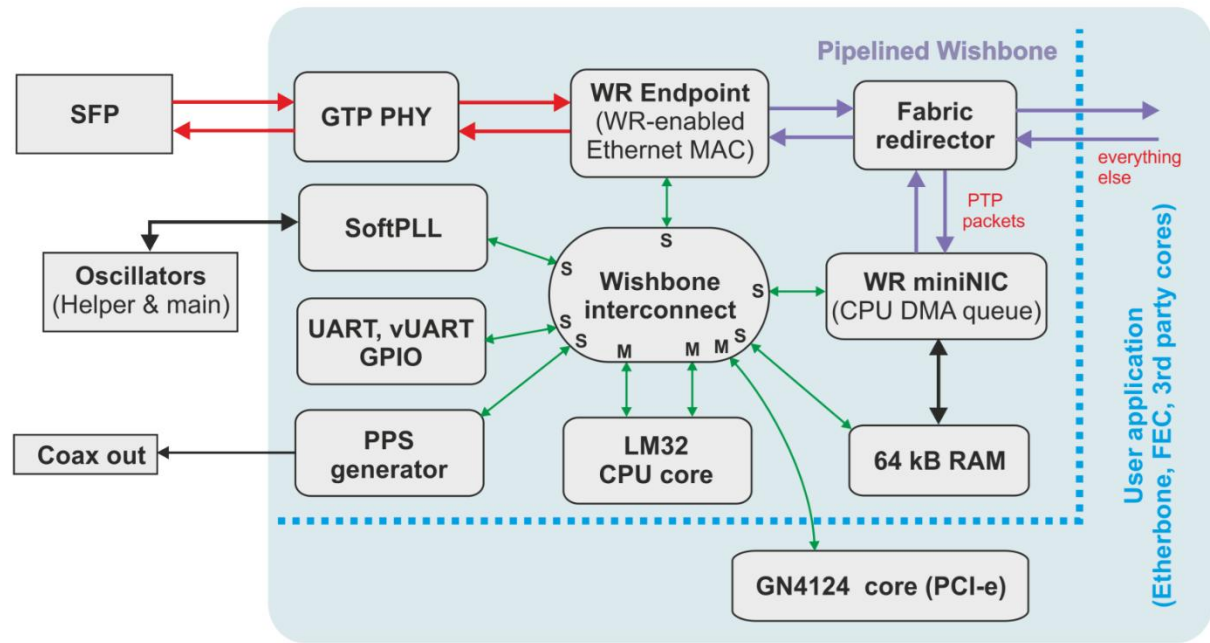 Pipelined Wishbone
SFP
GTP PHY
WR Endpoint
(WR-enabled
Ethernet MAC)
Fabric
redirector
everything
else
PTP
packets
SoftPLL
Oscillators
(Helper & main)
S
S
Wishbone
interconnect
S
WR miniNIC
(CPU DMA queue)
UART, vUART
GPIO
S
S
M
M
M
S
PPS
generator
Coax out
LM32
CPU core
64 kB RAM
GN4124 core (PCI-e)
User application
(Etherbone, FEC, 3rd party cores)